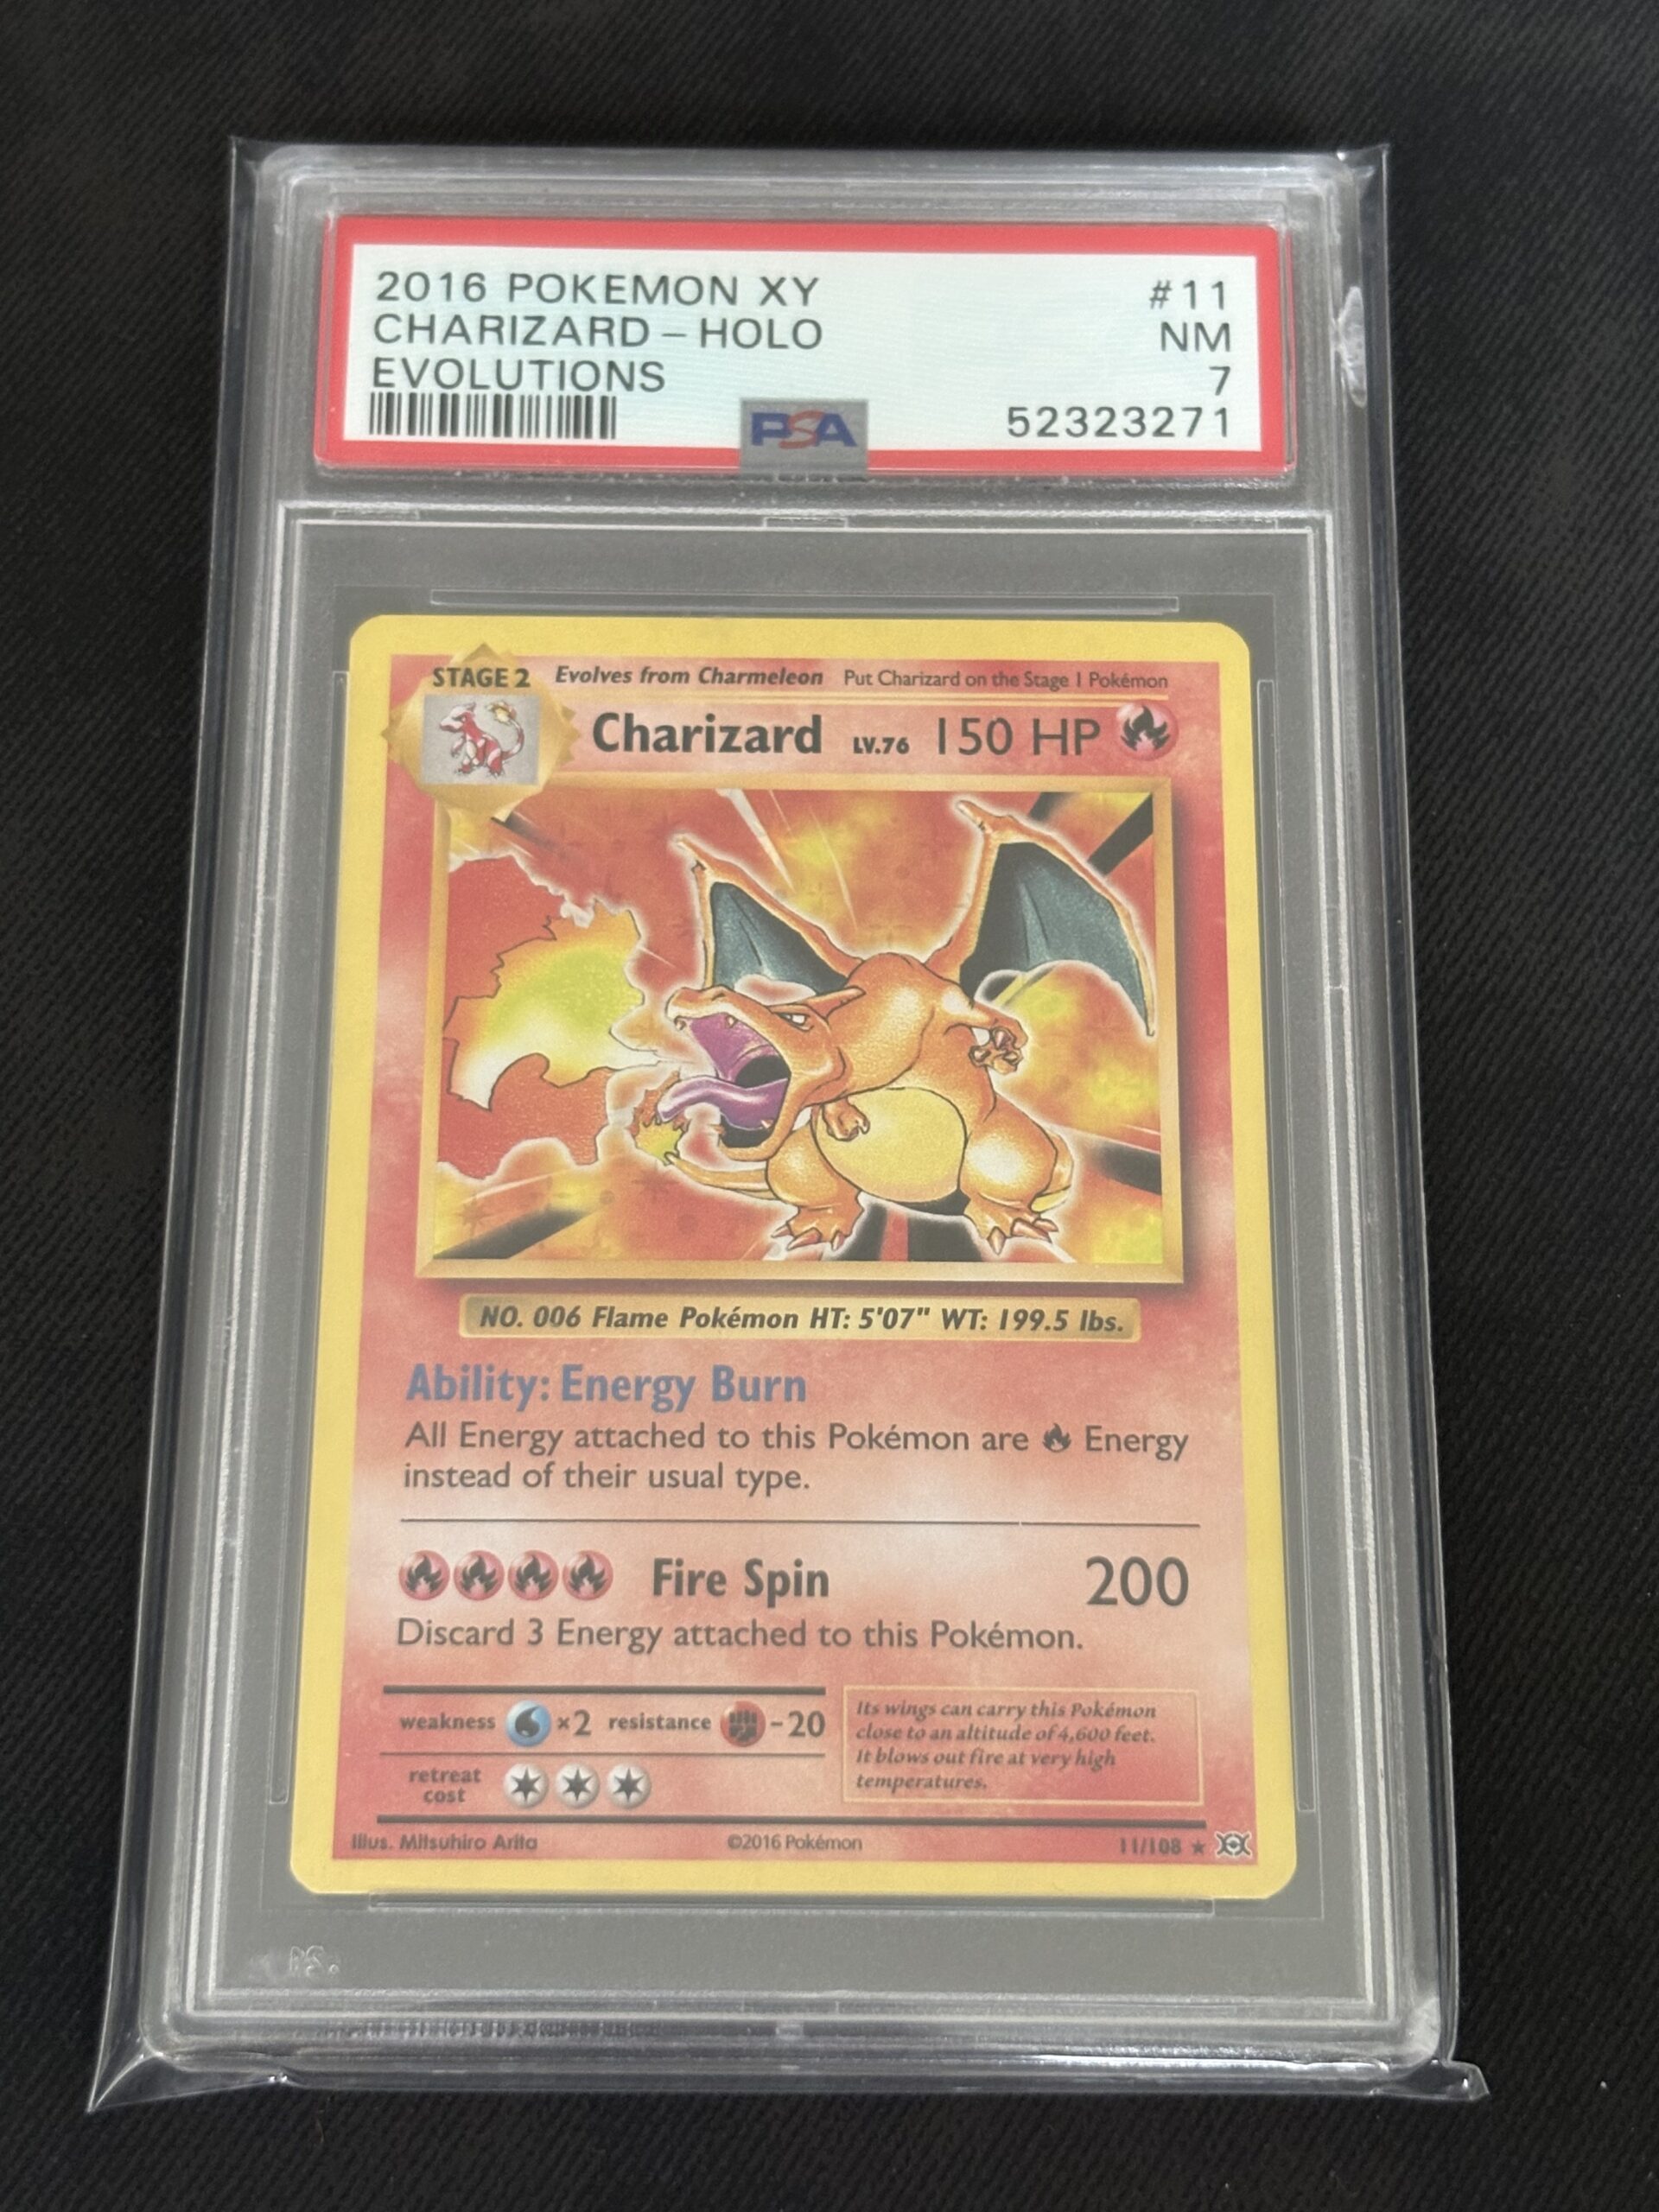 2016 POKEMON XY #11
CHARIZARD - HOLO NM
EVOLUTIONS 7
PSA 52323271
STAGE 2 Evolves from Charmeleon Put Charizard on the Stage 1 Pokémon
Charizard LV.76 150 HP
NO. 006 Flame Pokémon HT: 5'07" WT: 199.5 lbs.
Ability: Energy Burn
All Energy attached to this Pokémon are Energy
instead of their usual type.
Fire Spin 200
Discard 3 Energy attached to this Pokémon.
weakness ×2 resistance -20
retreat
cost
Its wings can carry this Pokémon
close to an altitude of 4,600 feet.
It blows out fire at very high
temperatures.
Illus. Mitsuhiro Arita ©2016 Pokémon 11/108 ★